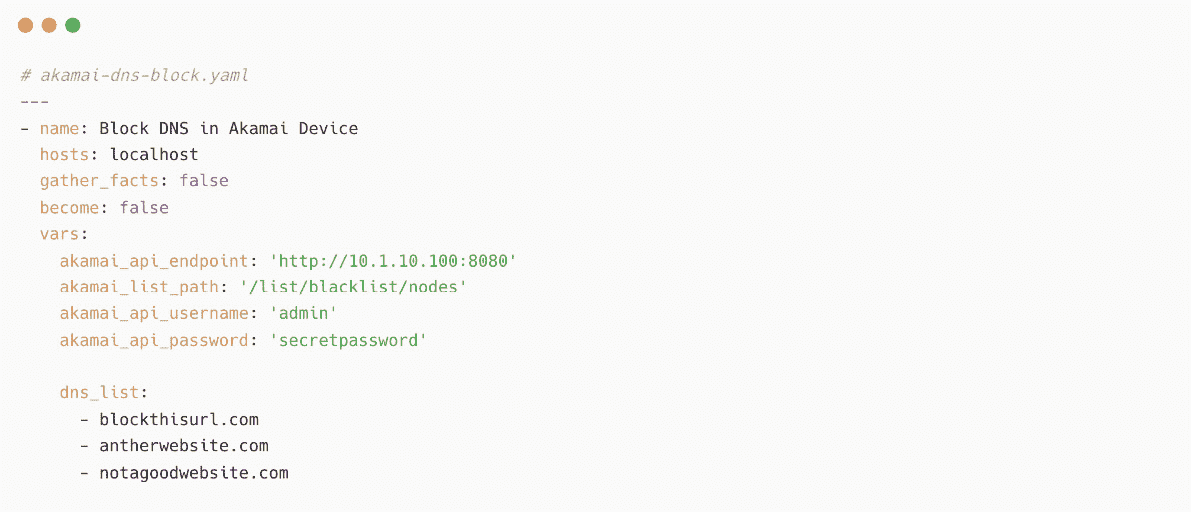 # akamai-dns-block.yaml
---
- name: Block DNS in Akamai Device
  hosts: localhost
  gather_facts: false
  become: false
  vars:
    akamai_api_endpoint: 'http://10.1.10.100:8080'
    akamai_list_path: '/list/blacklist/nodes'
    akamai_api_username: 'admin'
    akamai_api_password: 'secretpassword'
    dns_list:
      - blockthisurl.com
      - antherwebsite.com
      - notagoodwebsite.com